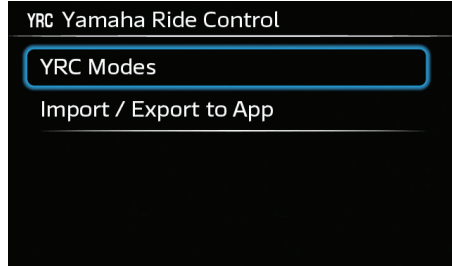 YRC Yamaha Ride Control
YRC Modes
Import / Export to App